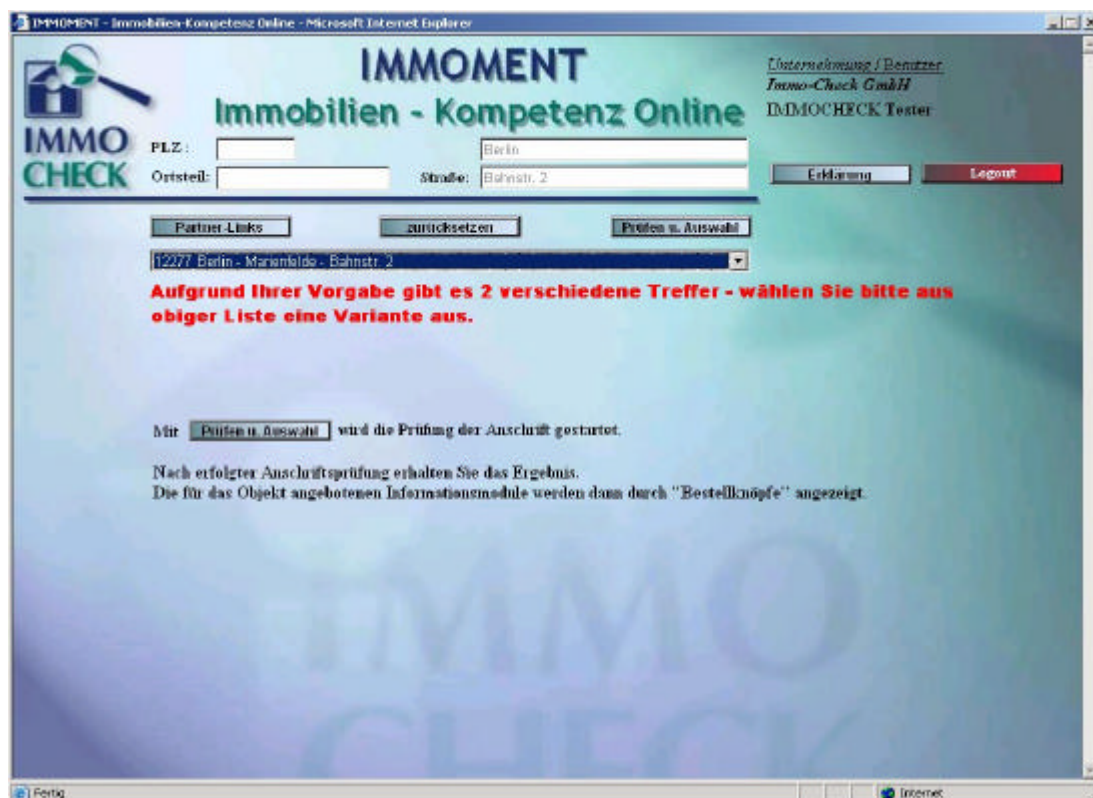 IMMOMENT - Immobilien-Kompetenz Online - Microsoft Internet Explorer
IMMO
CHECK
IMMOMENT
Immobilien - Kompetenz Online
Unternehmung / Benutzer
Immo-Check GmbH
IMMOCHECK Tester
PLZ : Berlin
Ortsteil: Straße: Bahnstr. 2
Erklärung Logout
Partner-Links zurücksetzen Prüfen u. Auswahl
12277 Berlin - Marienfelde - Bahnstr. 2
Aufgrund Ihrer Vorgabe gibt es 2 verschiedene Treffer - wählen Sie bitte aus
obiger Liste eine Variante aus.
Mit Prüfen u. Auswahl wird die Prüfung der Anschrift gestartet.
Nach erfolgter Anschriftsprüfung erhalten Sie das Ergebnis.
Die für das Objekt angebotenen Informationsmodule werden dann durch "Bestellknöpfe" angezeigt.
IMMO
CHECK
Fertig Internet